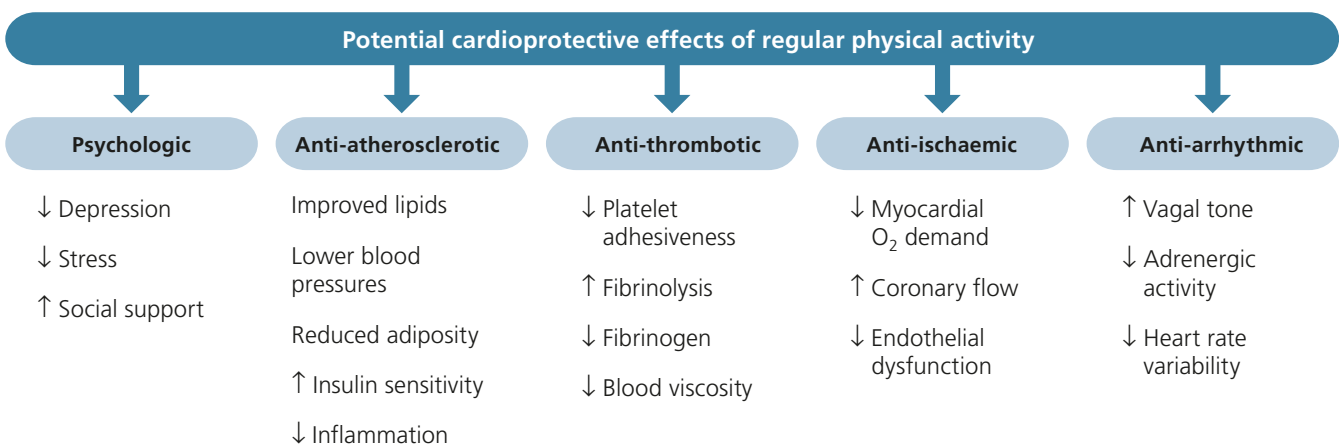 Potential cardioprotective effects of regular physical activity
Psychologic
↓ Depression
↓ Stress
↑ Social support
Anti-atherosclerotic
Improved lipids
Lower blood
pressures
Reduced adiposity
↑ Insulin sensitivity
↓ Inflammation
Anti-thrombotic
↓ Platelet
adhesiveness
↑ Fibrinolysis
↓ Fibrinogen
↓ Blood viscosity
Anti-ischaemic
↓ Myocardial
O₂ demand
↑ Coronary flow
↓ Endothelial
dysfunction
Anti-arrhythmic
↑ Vagal tone
↓ Adrenergic
activity
↓ Heart rate
variability